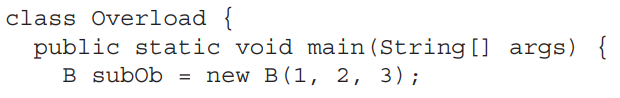 class Overload {
public static void main(String[] args) {
B subOb = new B(1, 2, 3);